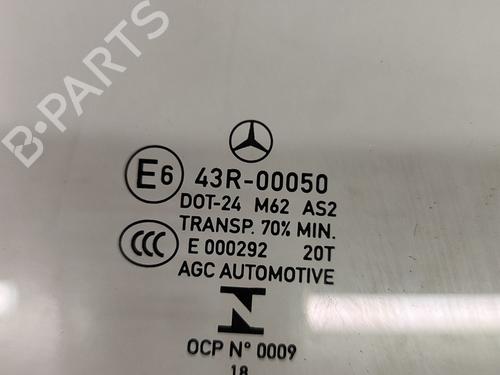 B-PARTS
E6 43R-00050
DOT-24 M62 AS2
TRANSP. 70% MIN.
CCC E 000292 20T
AGC AUTOMOTIVE
N
OCP N° 0009
18